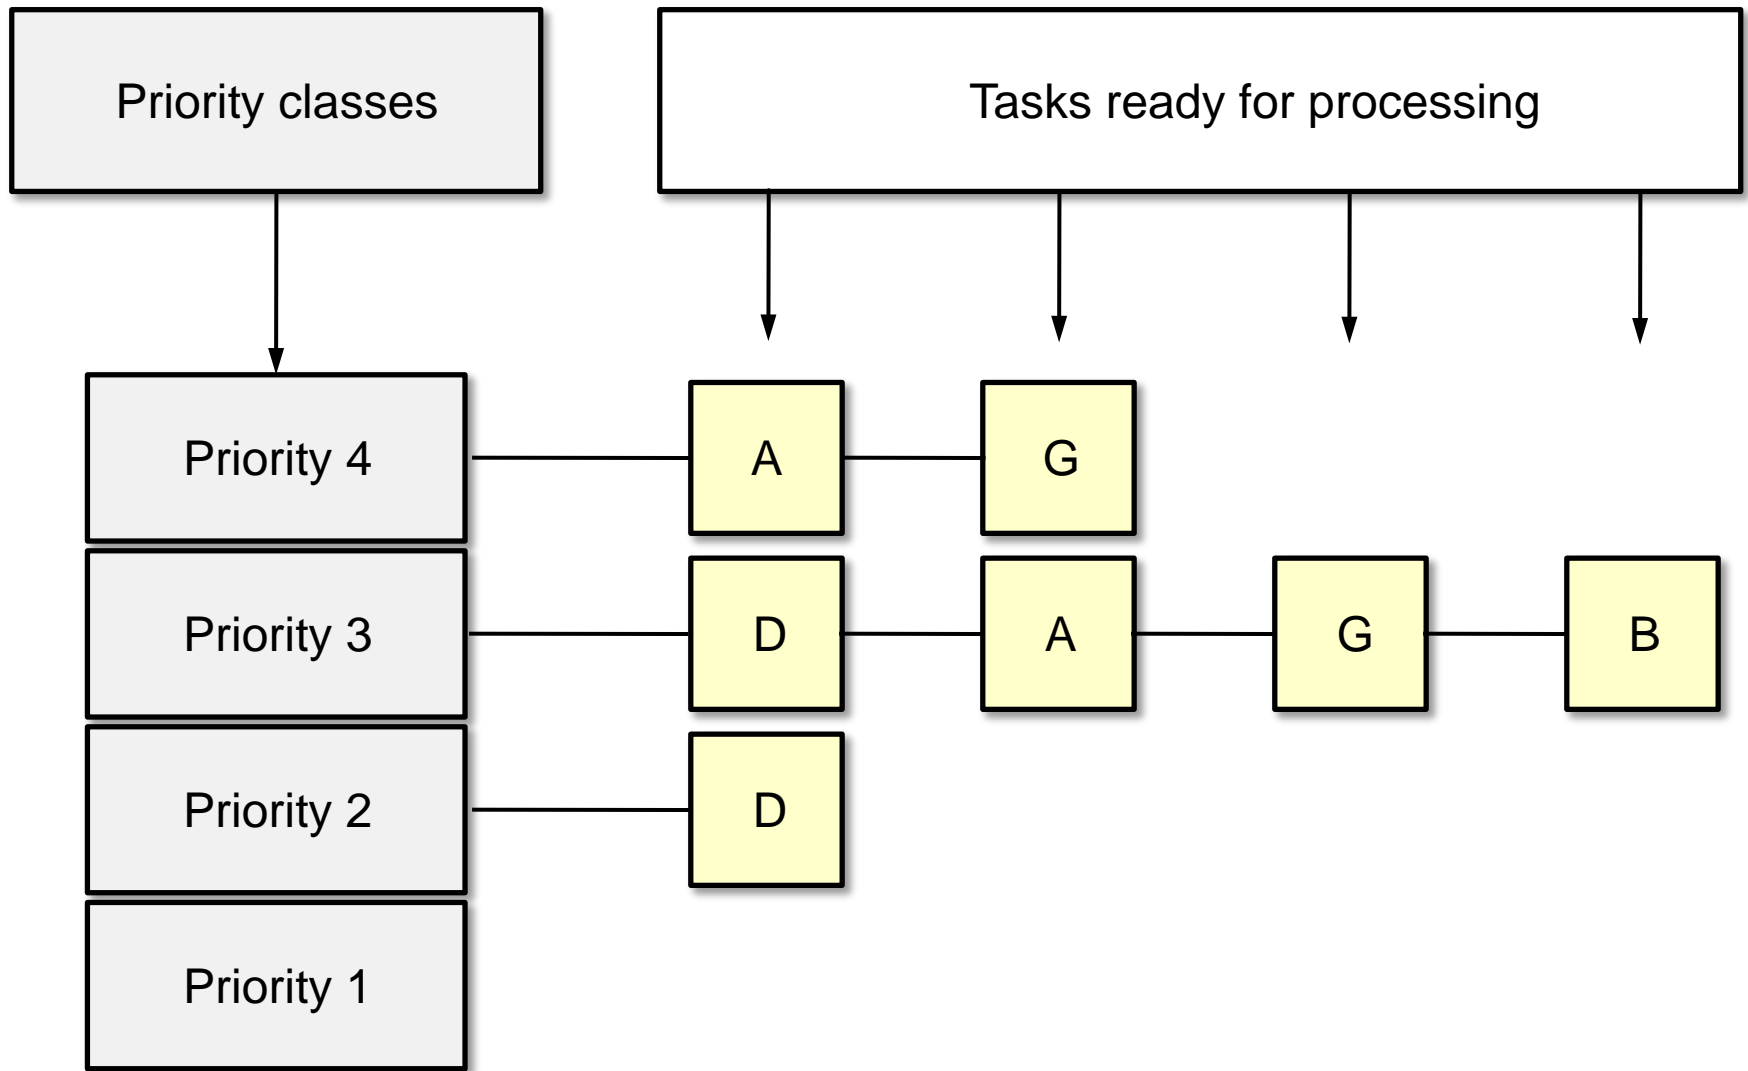 Priority classes
Tasks ready for processing
Priority 4
A
G
Priority 3
D
A
G
B
Priority 2
D
Priority 1